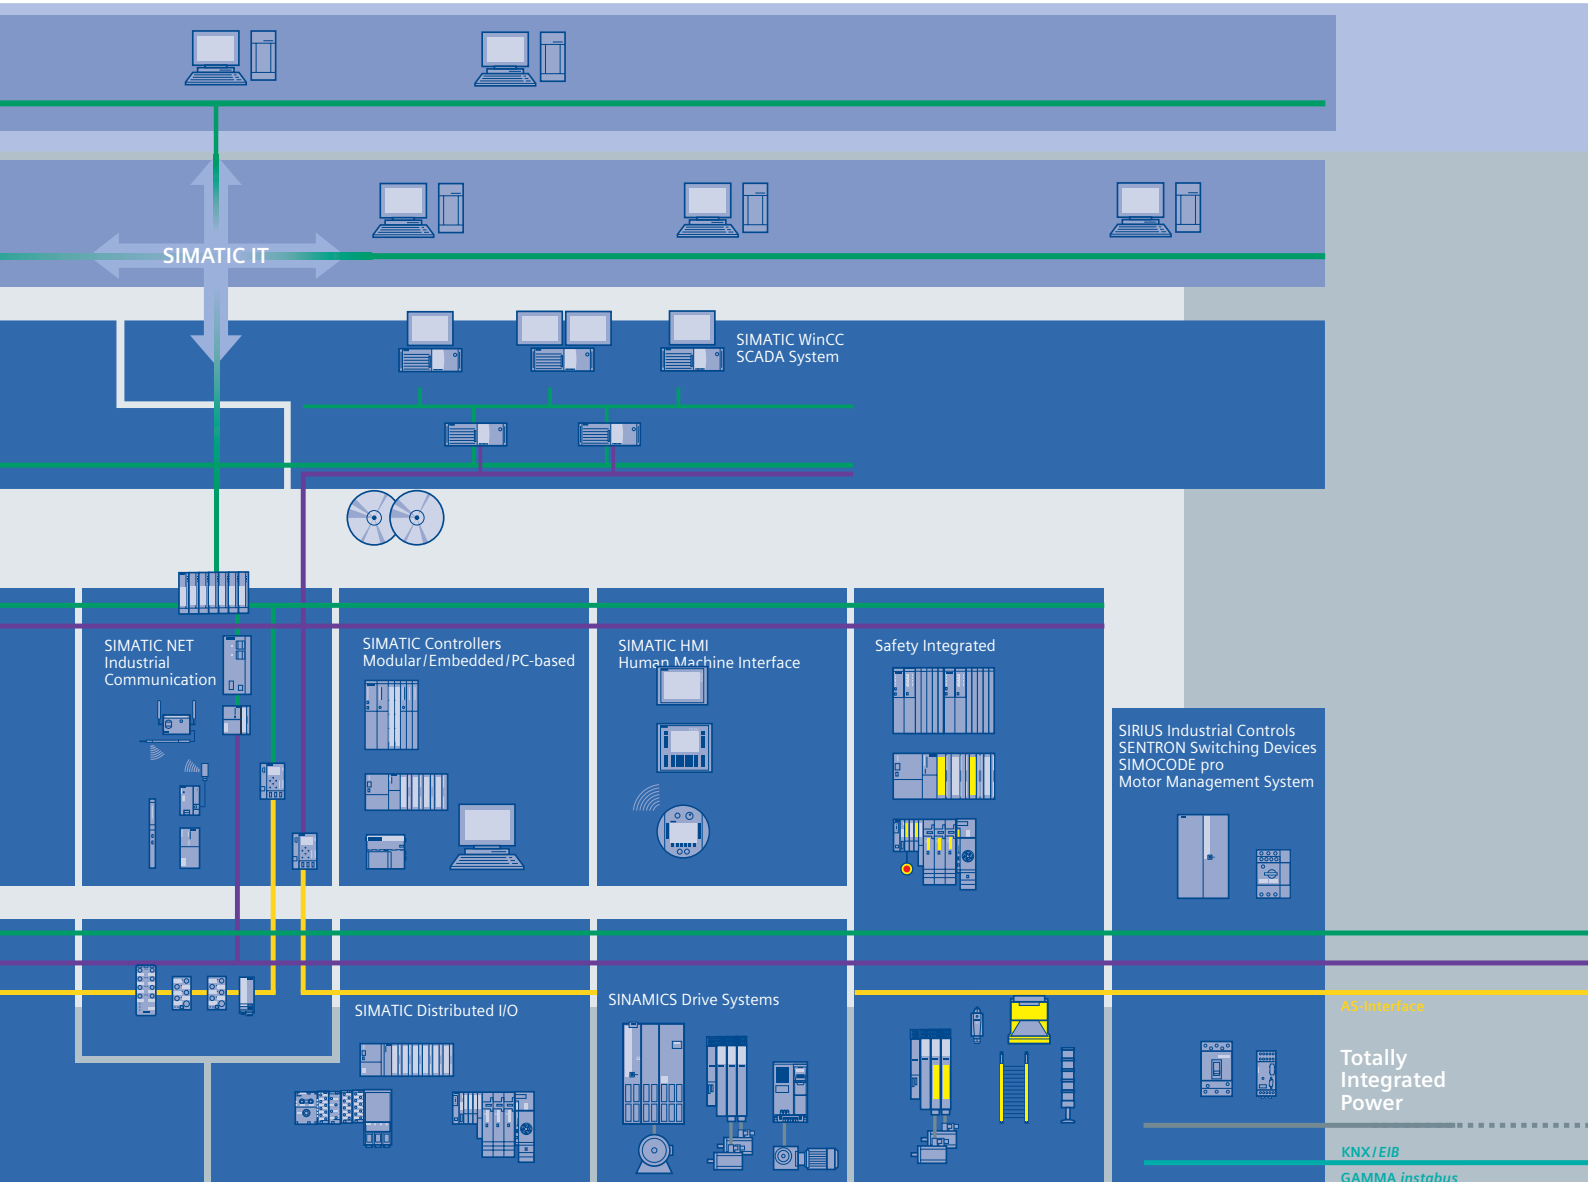 SIMATIC IT
SIMATIC WinCC
SCADA System
SIMATIC NET
Industrial
Communication
SIMATIC Controllers
Modular/Embedded/PC-based
SIMATIC HMI
Human Machine Interface
Safety Integrated
SIRIUS Industrial Controls
SENTRON Switching Devices
SIMOCODE pro
Motor Management System
SIMATIC Distributed I/O
SINAMICS Drive Systems
AS-Interface
Totally
Integrated
Power
KNX/EIB
GAMMA instabus